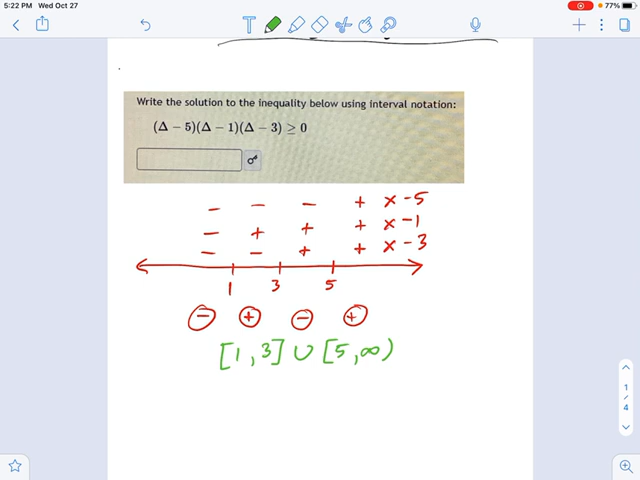 5:22 PM Wed Oct 27
77%
T
Write the solution to the inequality below using interval notation:
(Δ − 5)(Δ − 1)(Δ − 3) ≥ 0
− − − + x − 5
− + + + x − 1
− − + + x − 3
1 3 5
− + − +
[1, 3] ∪ [5, ∞)
1
/
4